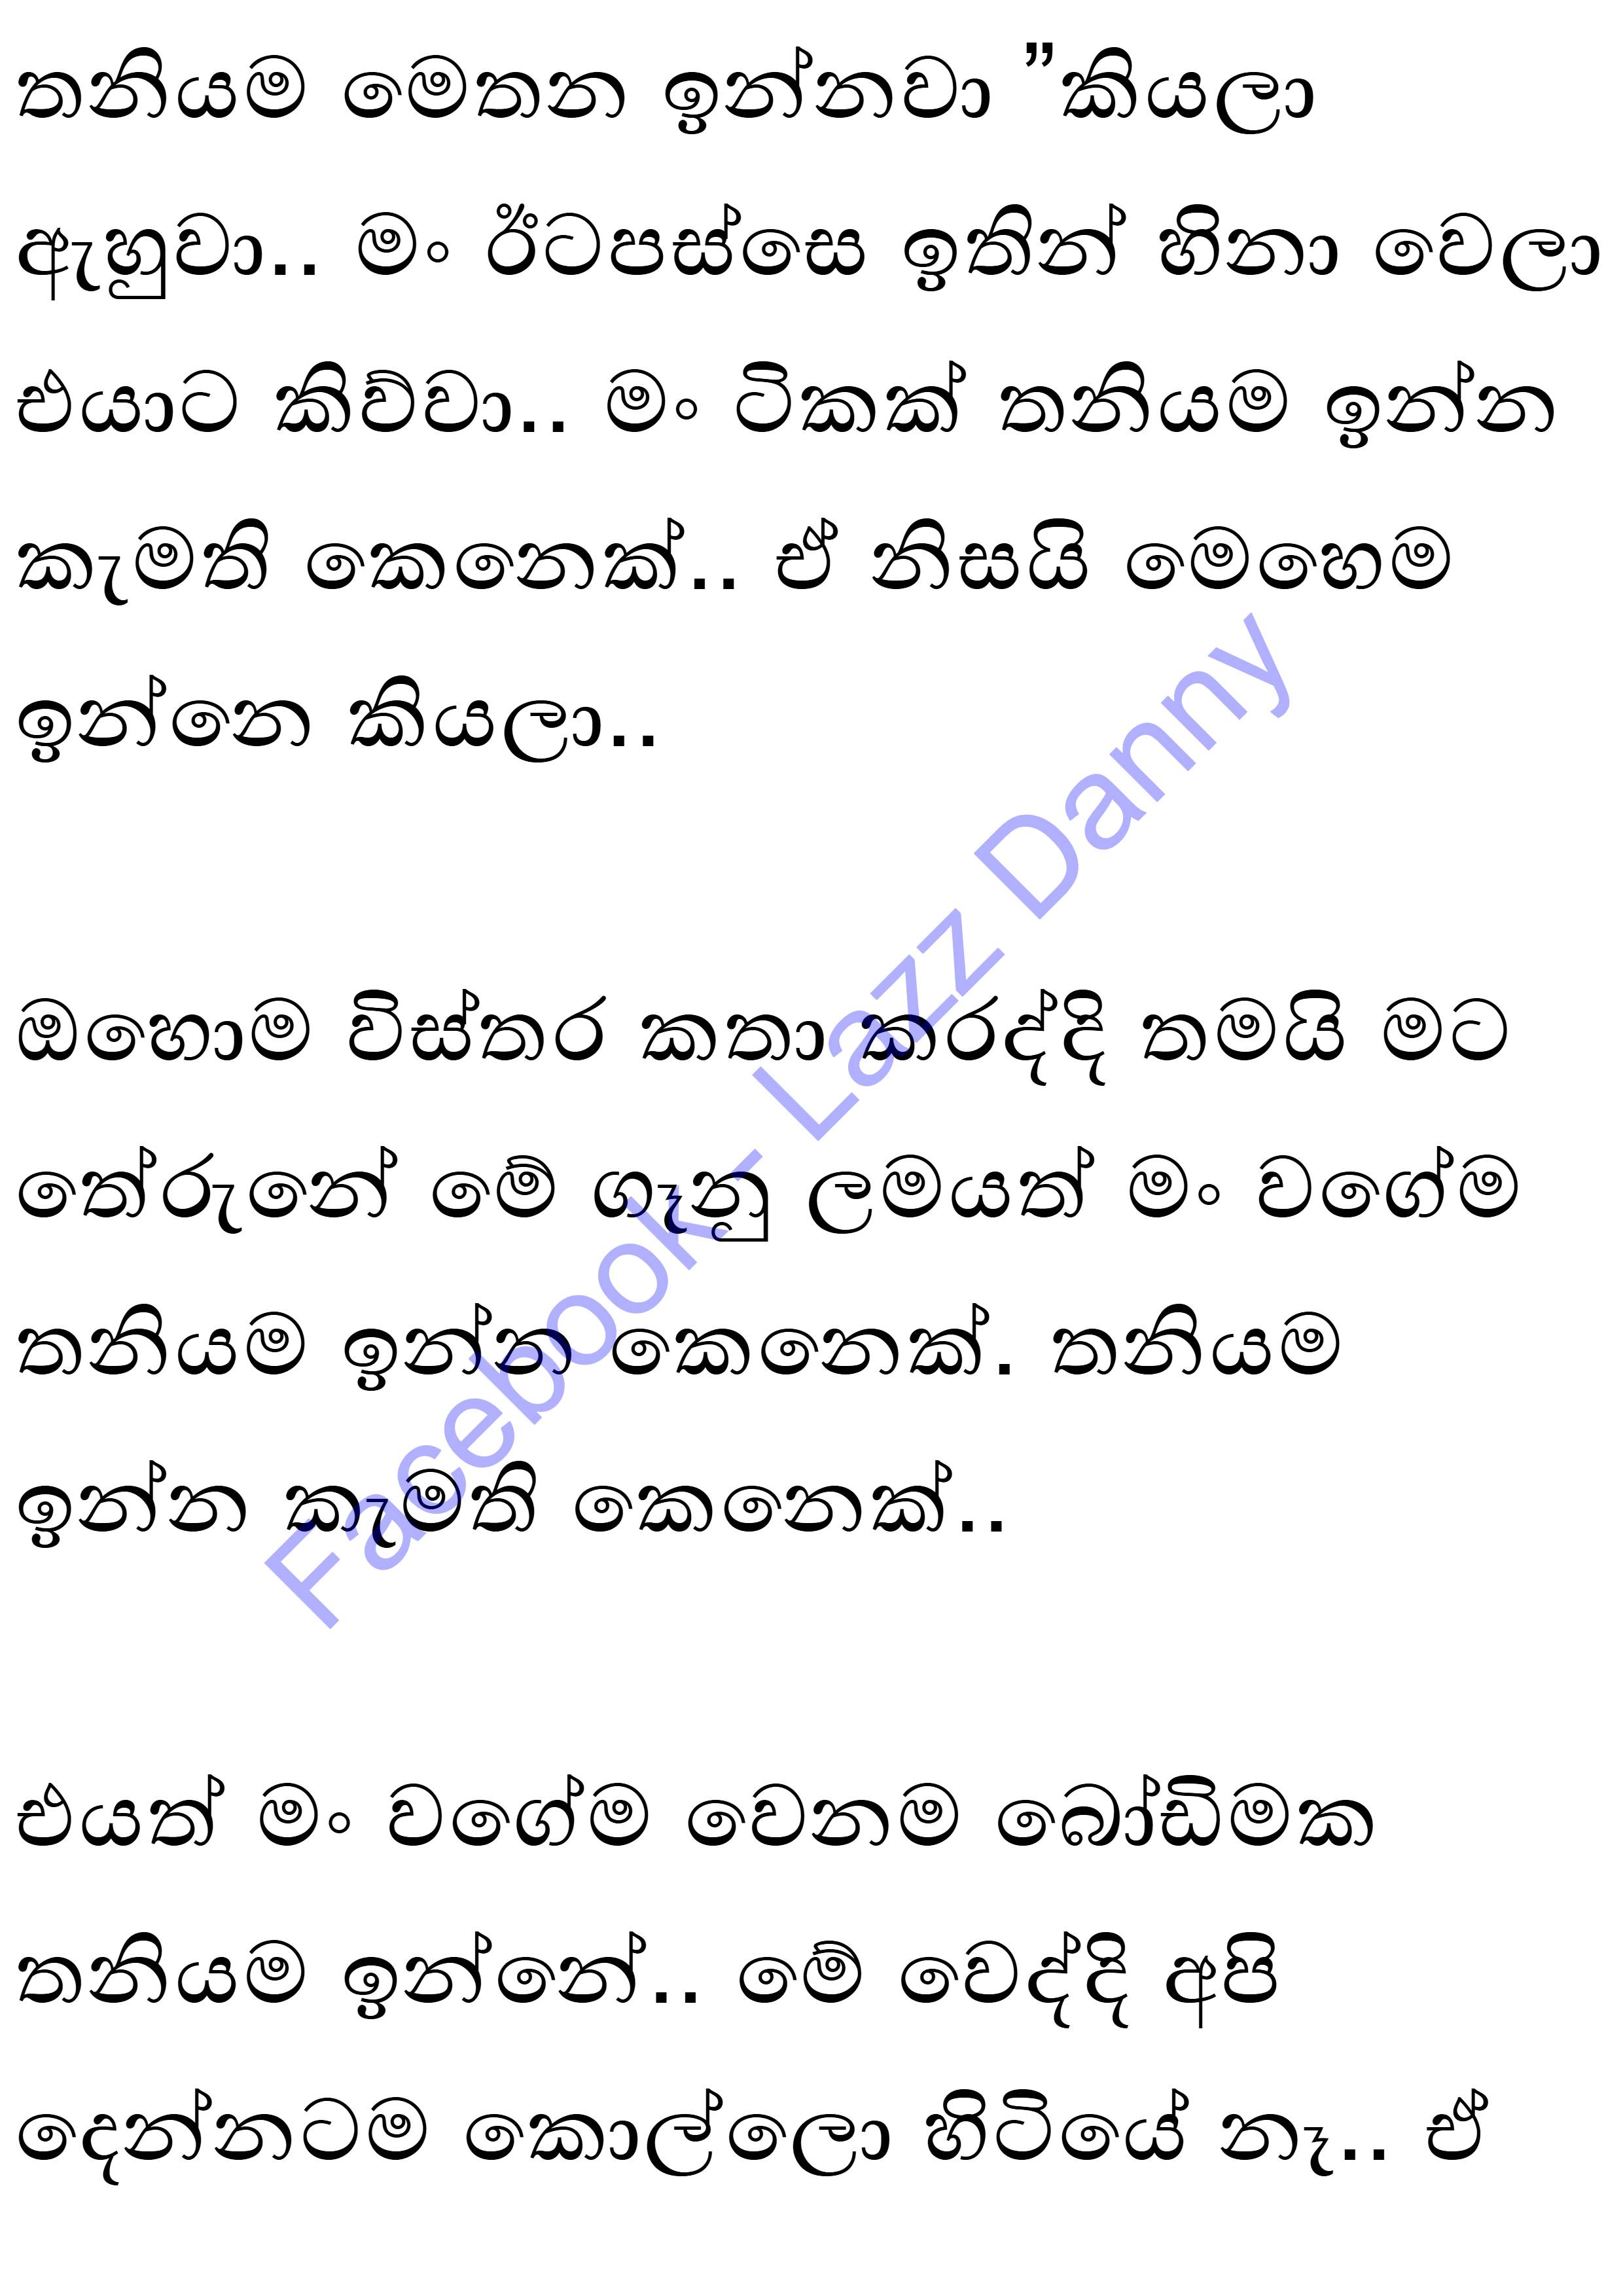 තනියම මෙතන ඉන්නවා ”කියලා
ඇහුවා.. මං ඊටපස්සෙ ඉතින් හිනා වෙලා
එයාට කිව්වා.. මං ටිකක් තනියම ඉන්න
කැමති කෙනෙක්.. ඒ නිසයි මෙහෙම
ඉන්නෙ කියලා..
ඔහොම විස්තර කතා කරද්දි තමයි මට
තේරුනේ මේ ගෑනු ලමයත් මං වගේම
තනියම ඉන්න කෙනෙක්. තනියම
ඉන්න කැමති කෙනෙක්..
එයත් මං වගේම වෙනම බෝඩිමක
තනියම ඉන්නේ.. මේ වෙද්දි අපි
දෙන්නටම කොල්ලො හිටියේ නෑ.. ඒ
Facebook - Lazz Danny